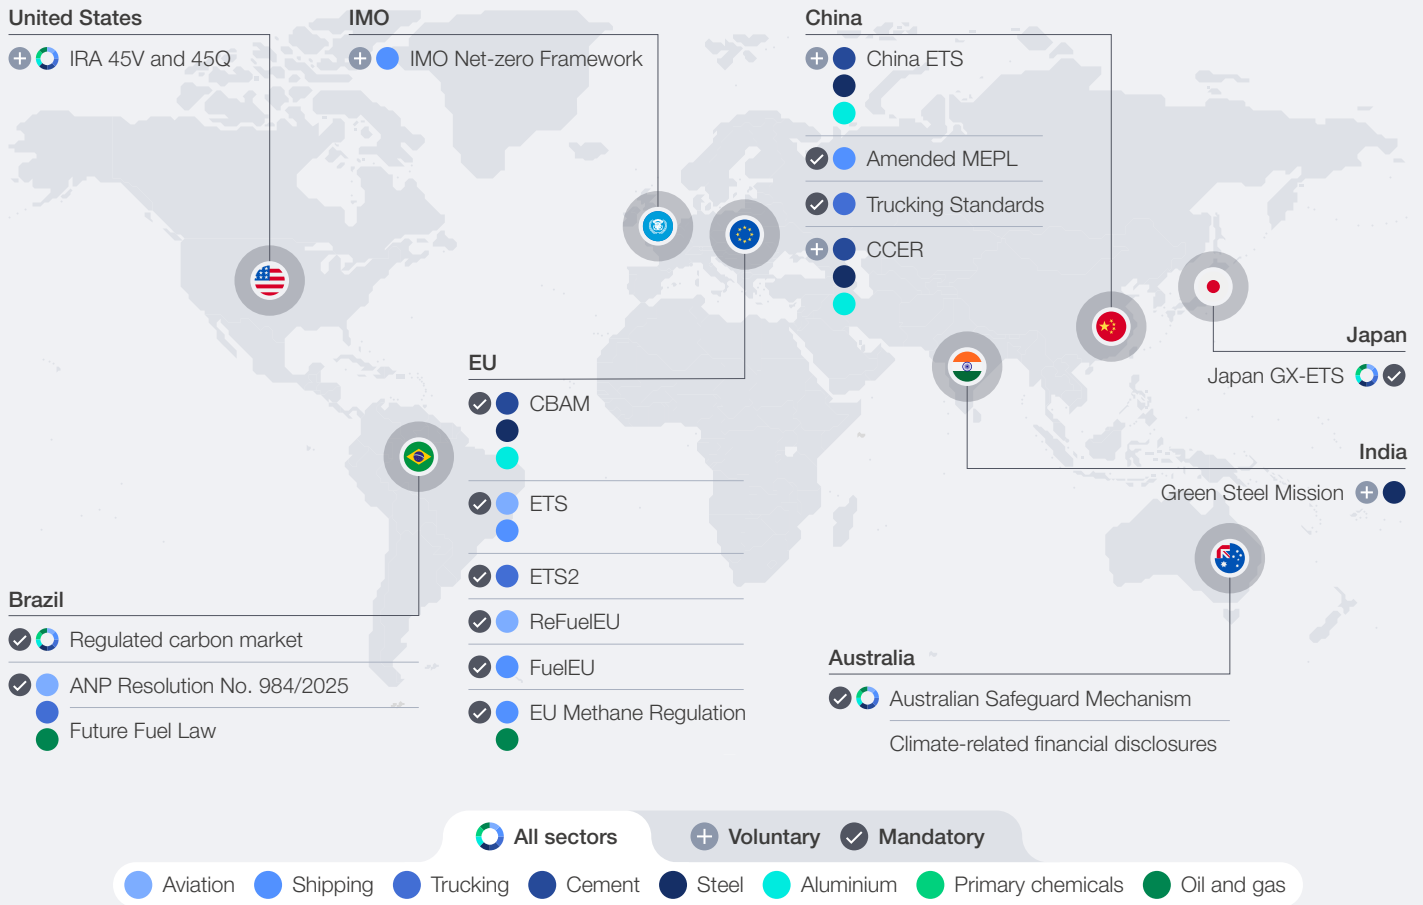 United States
IRA 45V and 45Q
IMO
IMO Net-zero Framework
China
China ETS
Amended MEPL
Trucking Standards
CCER
Japan
Japan GX-ETS
India
Green Steel Mission
EU
CBAM
ETS
ETS2
ReFuelEU
FuelEU
EU Methane Regulation
Brazil
Regulated carbon market
ANP Resolution No. 984/2025
Future Fuel Law
Australia
Australian Safeguard Mechanism
Climate-related financial disclosures
All sectors
Voluntary
Mandatory
Aviation
Shipping
Trucking
Cement
Steel
Aluminium
Primary chemicals
Oil and gas